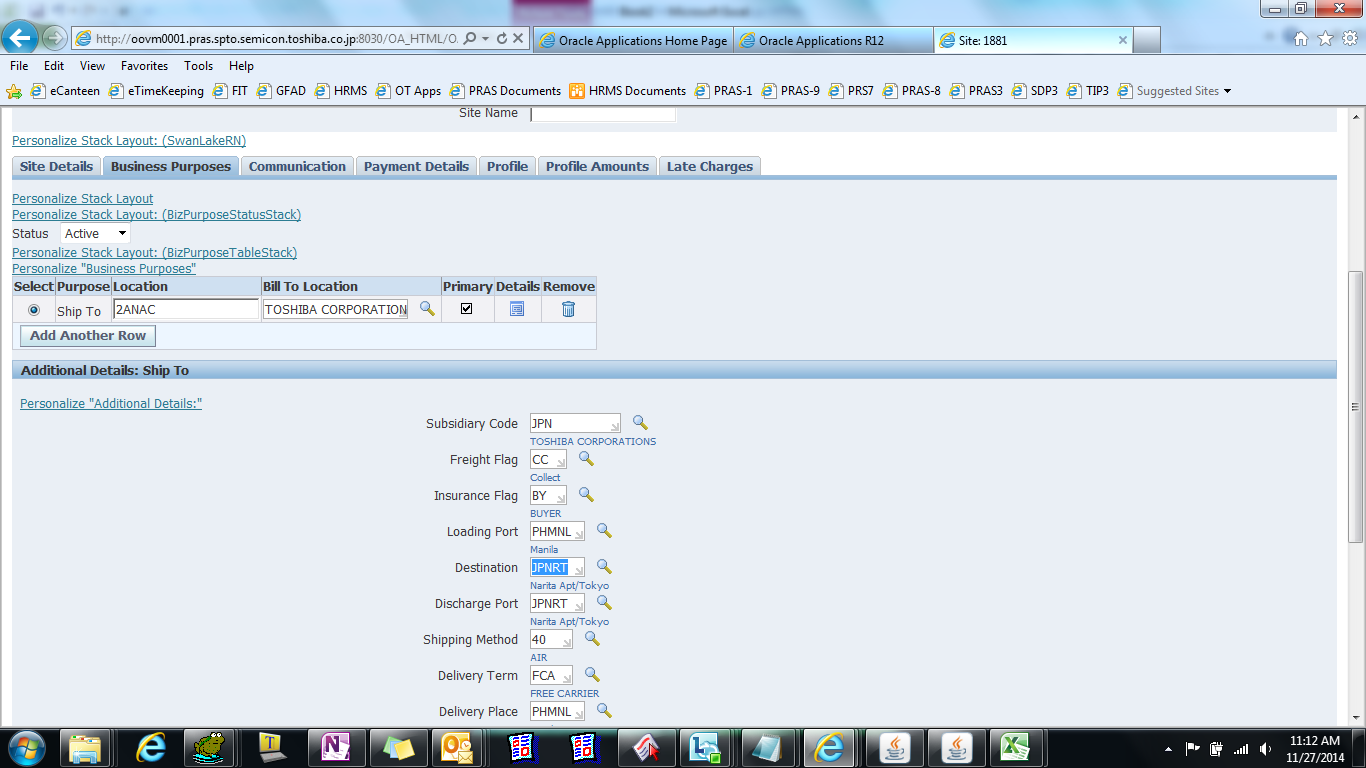 http://oovm0001.pras.spto.semicon.toshiba.co.jp:8030/OA_HTML/O
Oracle Applications Home Page
Oracle Applications R12
Site: 1881
File Edit View Favorites Tools Help
eCanteen eTimeKeeping FIT GFAD HRMS OT Apps PRAS Documents HRMS Documents PRAS-1 PRAS-9 PRS7 PRAS-8 PRAS3 SDP3 TIP3 Suggested Sites
Site Name
Personalize Stack Layout: (SwanLakeRN)
Site Details Business Purposes Communication Payment Details Profile Profile Amounts Late Charges
Personalize Stack Layout
Personalize Stack Layout: (BizPurposeStatusStack)
Status Active
Personalize Stack Layout: (BizPurposeTableStack)
Personalize "Business Purposes"
Select Purpose Location Bill To Location Primary Details Remove
Ship To 2ANAC TOSHIBA CORPORATION
Add Another Row
Additional Details: Ship To
Personalize "Additional Details:"
Subsidiary Code JPN
TOSHIBA CORPORATIONS
Freight Flag CC
Collect
Insurance Flag BY
BUYER
Loading Port PHMNL
Manila
Destination JPNRT
Narita Apt/Tokyo
Discharge Port JPNRT
Narita Apt/Tokyo
Shipping Method 40
AIR
Delivery Term FCA
FREE CARRIER
Delivery Place PHMNL
11:12 AM
11/27/2014